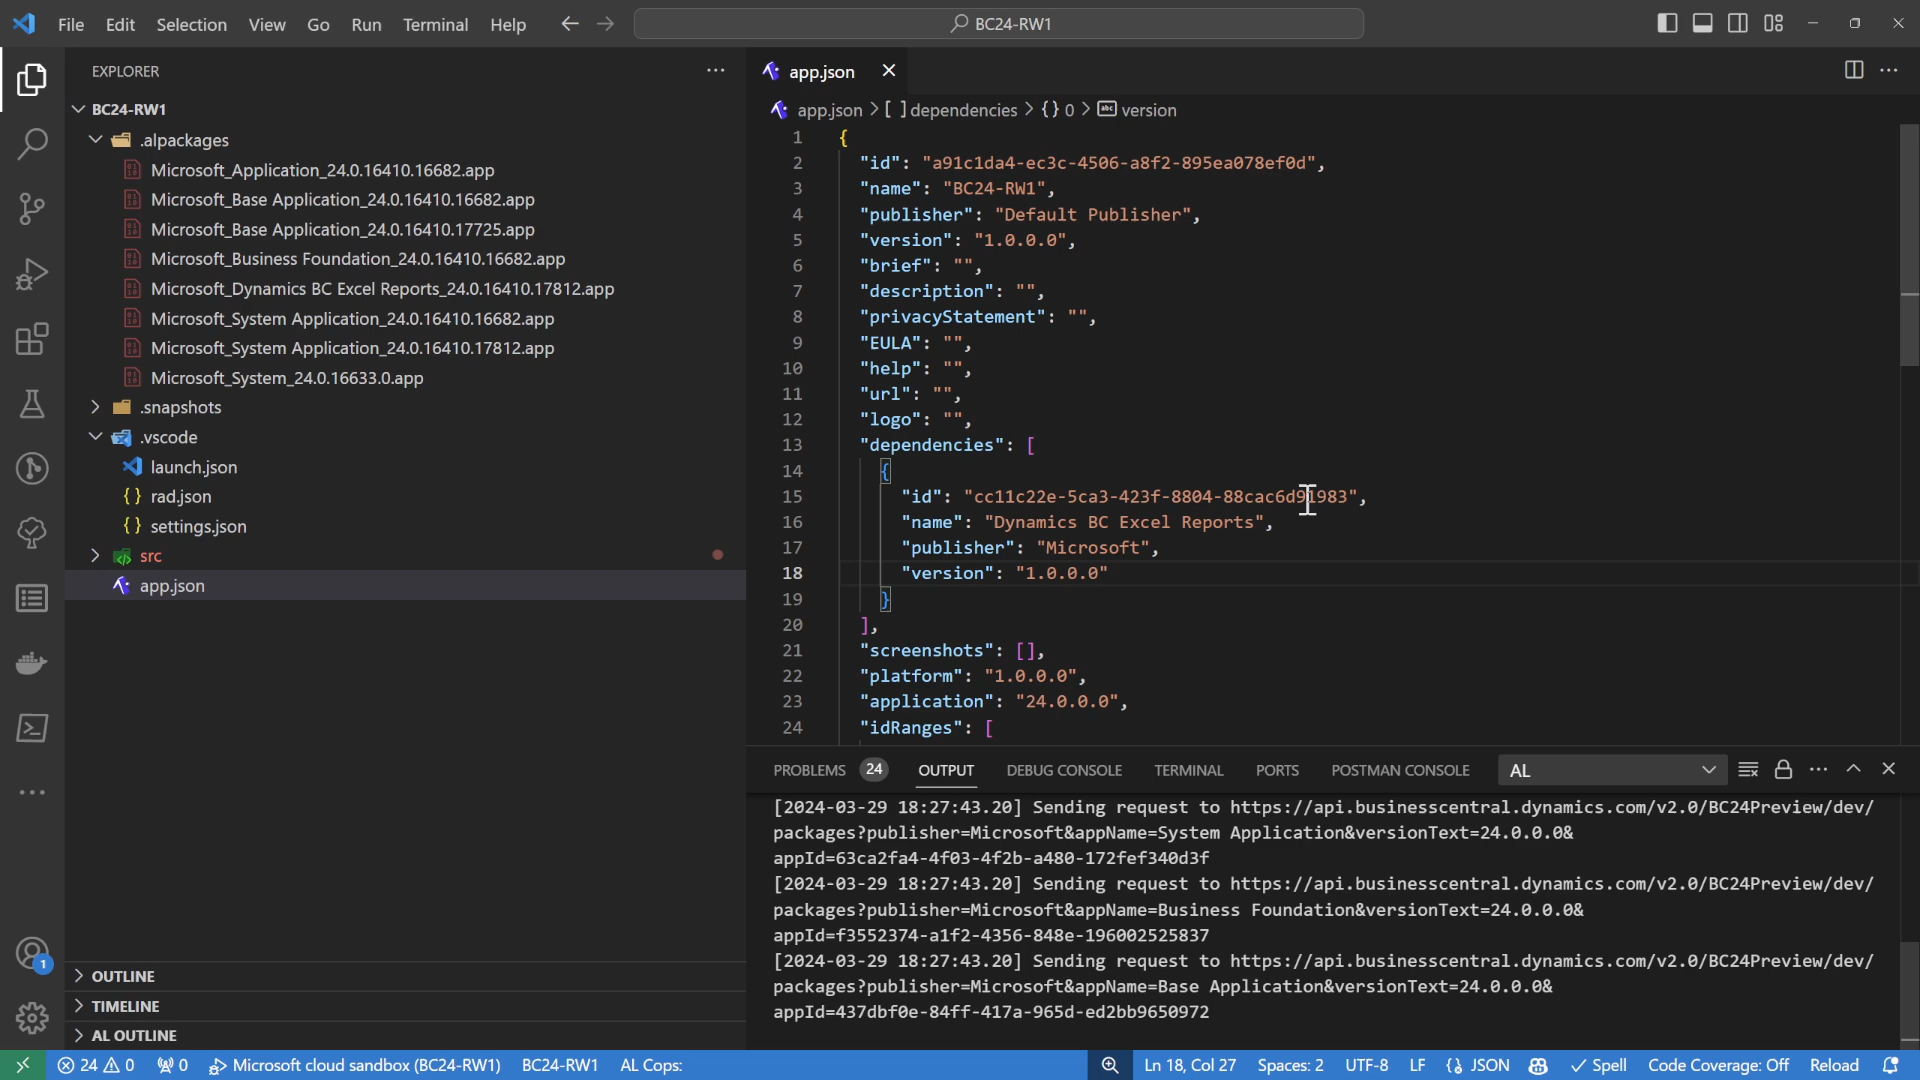 File Edit Selection View Go Run Terminal Help BC24-RW1
EXPLORER
BC24-RW1
.alpackages
Microsoft_Application_24.0.16410.16682.app
Microsoft_Base Application_24.0.16410.16682.app
Microsoft_Base Application_24.0.16410.17725.app
Microsoft_Business Foundation_24.0.16410.16682.app
Microsoft_Dynamics BC Excel Reports_24.0.16410.17812.app
Microsoft_System Application_24.0.16410.16682.app
Microsoft_System Application_24.0.16410.17812.app
Microsoft_System_24.0.16633.0.app
.snapshots
.vscode
launch.json
{} rad.json
{} settings.json
src
app.json
OUTLINE
TIMELINE
AL OUTLINE
1
app.json
app.json > [ ] dependencies > {} 0 > abc version
1 {
2 "id": "a91c1da4-ec3c-4506-a8f2-895ea078ef0d",
3 "name": "BC24-RW1",
4 "publisher": "Default Publisher",
5 "version": "1.0.0.0",
6 "brief": "",
7 "description": "",
8 "privacyStatement": "",
9 "EULA": "",
10 "help": "",
11 "url": "",
12 "logo": "",
13 "dependencies": [
14 {
15 "id": "cc11c22e-5ca3-423f-8804-88cac6d91983",
16 "name": "Dynamics BC Excel Reports",
17 "publisher": "Microsoft",
18 "version": "1.0.0.0"
19 }
20 ],
21 "screenshots": [],
22 "platform": "1.0.0.0",
23 "application": "24.0.0.0",
24 "idRanges": [
PROBLEMS 24 OUTPUT DEBUG CONSOLE TERMINAL PORTS POSTMAN CONSOLE AL
[2024-03-29 18:27:43.20] Sending request to https://api.businesscentral.dynamics.com/v2.0/BC24Preview/dev/
packages?publisher=Microsoft&appName=System Application&versionText=24.0.0.0&
appId=63ca2fa4-4f03-4f2b-a480-172fef340d3f
[2024-03-29 18:27:43.20] Sending request to https://api.businesscentral.dynamics.com/v2.0/BC24Preview/dev/
packages?publisher=Microsoft&appName=Business Foundation&versionText=24.0.0.0&
appId=f3552374-a1f2-4356-848e-196002525837
[2024-03-29 18:27:43.20] Sending request to https://api.businesscentral.dynamics.com/v2.0/BC24Preview/dev/
packages?publisher=Microsoft&appName=Base Application&versionText=24.0.0.0&
appId=437dbf0e-84ff-417a-965d-ed2bb9650972
24 0 0 Microsoft cloud sandbox (BC24-RW1) BC24-RW1 AL Cops: Ln 18, Col 27 Spaces: 2 UTF-8 LF {} JSON Spell Code Coverage: Off Reload